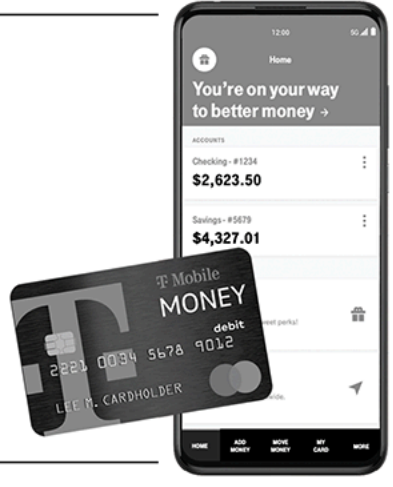 12:00
5G
Home
You're on your way
to better money →
ACCOUNTS
Checking - #1234
$2,623.50
Savings - #5679
$4,327.01
T Mobile
MONEY
debit
2221 0034 5678 9012
LEE M. CARDHOLDER
perks!
HOME
ADD MONEY
MOVE MONEY
MY CARD
MORE